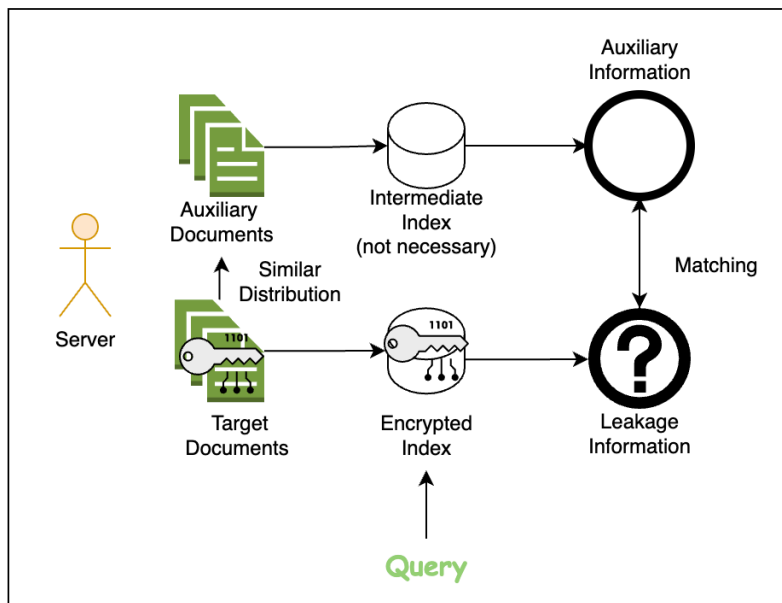 Auxiliary
Information
Auxiliary
Documents
Intermediate
Index
(not necessary)
Similar
Distribution
Matching
Server
1101
1101
Target
Documents
Encrypted
Index
?
Leakage
Information
Query